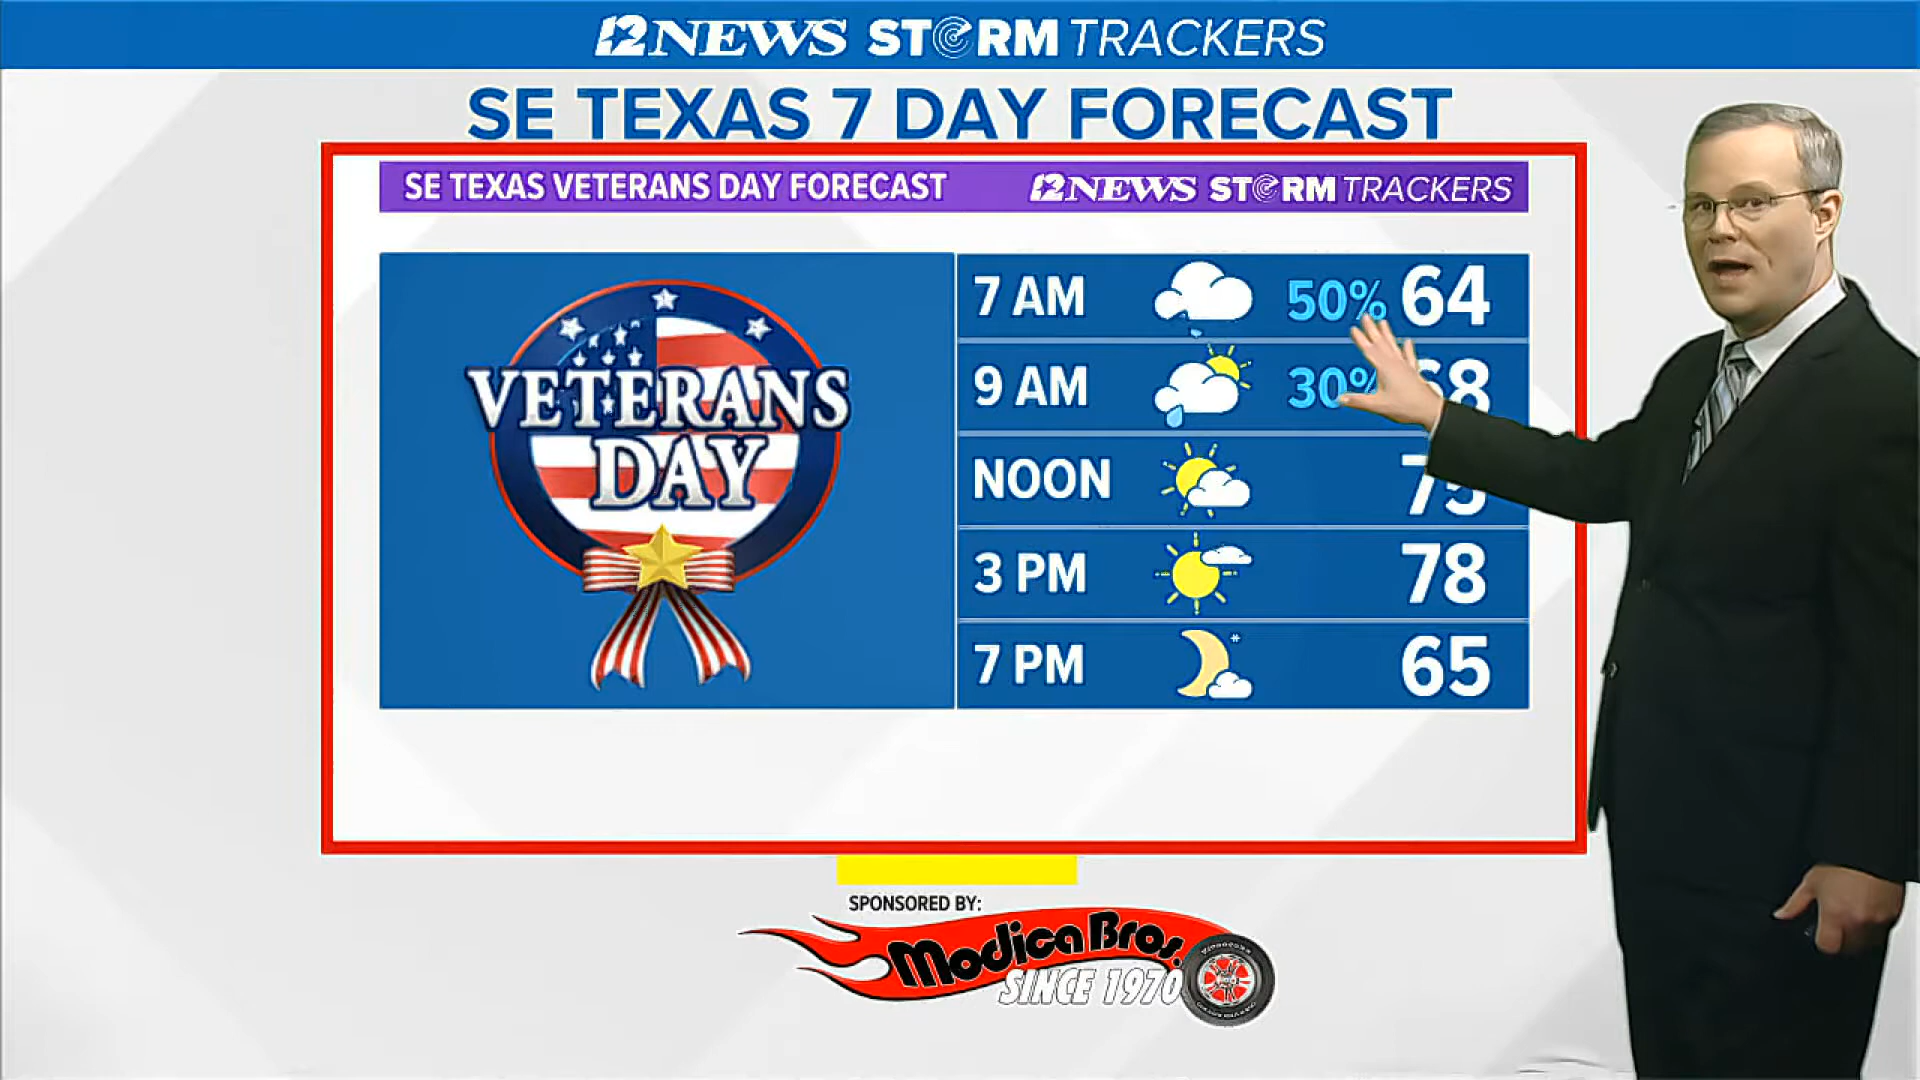 12NEWS STORM TRACKERS
SE TEXAS 7 DAY FORECAST
SE TEXAS VETERANS DAY FORECAST 12NEWS STORM TRACKERS
VETERANS
DAY
7 AM 50% 64
9 AM 30% 68
NOON 75
3 PM 78
7 PM 65
SPONSORED BY:
Modica Bros.
SINCE 1970